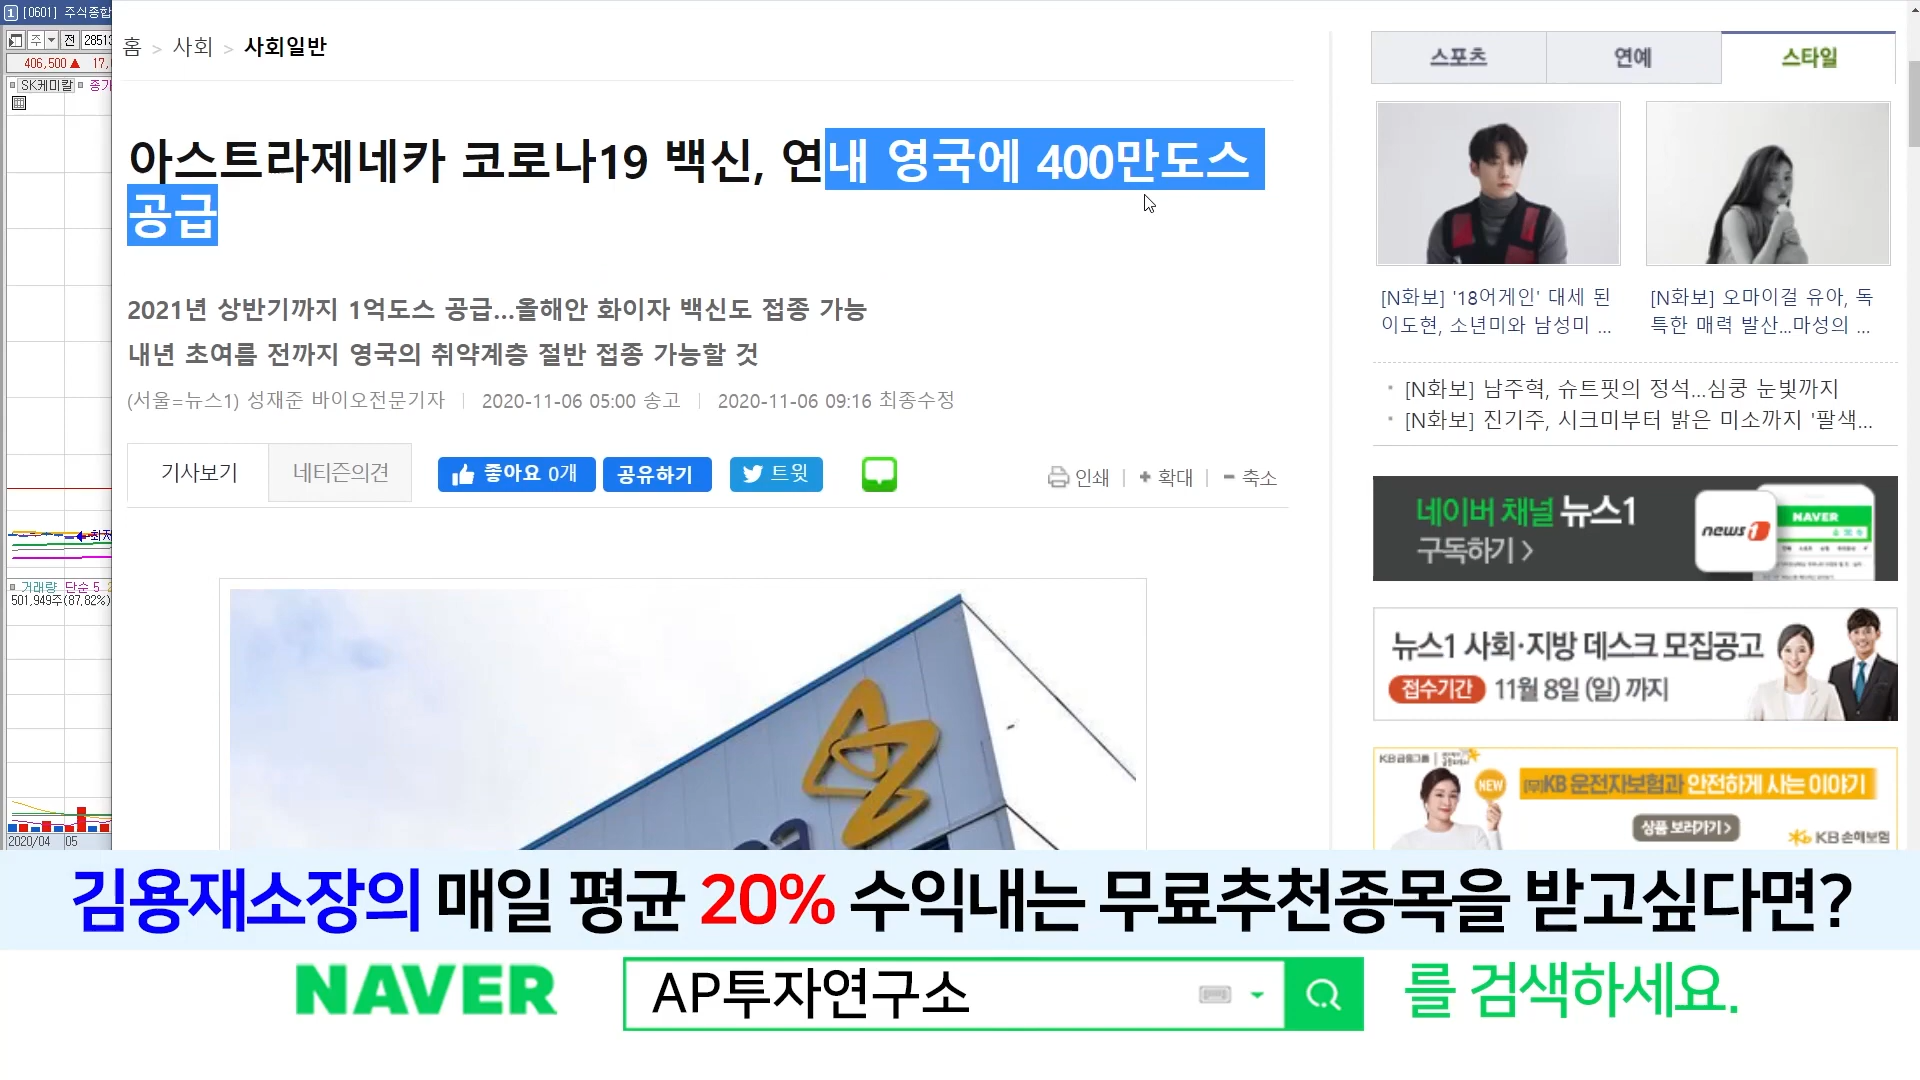 1 [0601] 주식종합
주 전 2851
406,500▲ 17,
SK케미칼 종가
거래량 단순 5
501,949주(87,82%)
2020/04 05
홈 > 사회 > 사회일반
아스트라제네카 코로나19 백신, 연내 영국에 400만도스
공급
2021년 상반기까지 1억도스 공급...올해안 화이자 백신도 접종 가능
내년 초여름 전까지 영국의 취약계층 절반 접종 가능할 것
(서울=뉴스1) 성재준 바이오전문기자 | 2020-11-06 05:00 송고 | 2020-11-06 09:16 최종수정
기사보기 네티즌의견 좋아요 0개 공유하기 트윗 인쇄 | + 확대 | - 축소
스포츠 연예 스타일
[N화보] '18어게인' 대세 된
이도현, 소년미와 남성미 ...
[N화보] 오마이걸 유아, 독
특한 매력 발산...마성의 ...
[N화보] 남주혁, 슈트핏의 정석...심쿵 눈빛까지
[N화보] 진기주, 시크미부터 밝은 미소까지 '팔색...
네이버 채널 뉴스1
구독하기 >
news1
NAVER
뉴스1 사회·지방 데스크 모집공고
접수기간 11월 8일 (일) 까지
KB금융그룹
NEW
(무)KB 운전자보험과 안전하게 사는 이야기
상품 보러가기 >
KB손해보험
김용재소장의 매일 평균 20% 수익내는 무료추천종목을 받고싶다면?
NAVER AP투자연구소 를 검색하세요.